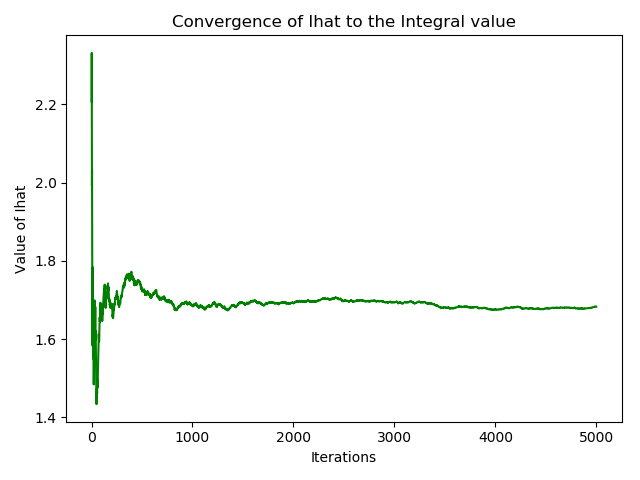 Convergence of Ihat to the Integral value
Value of Ihat
2.2
2.0
1.8
1.6
1.4
0 1000 2000 3000 4000 5000
Iterations